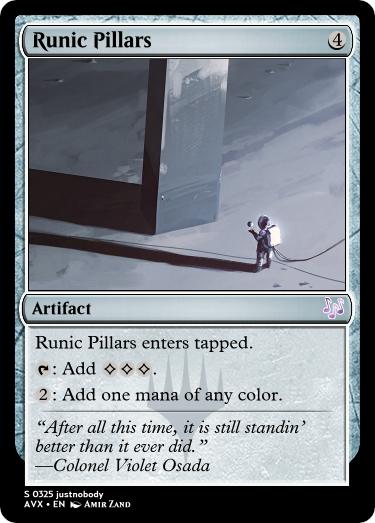 Runic Pillars 4
Artifact
Runic Pillars enters tapped.
: Add ◇◇◇.
2: Add one mana of any color.
“After all this time, it is still standin’
better than it ever did.”
—Colonel Violet Osada
S 0325 justnobody
AVX • EN Amir Zand